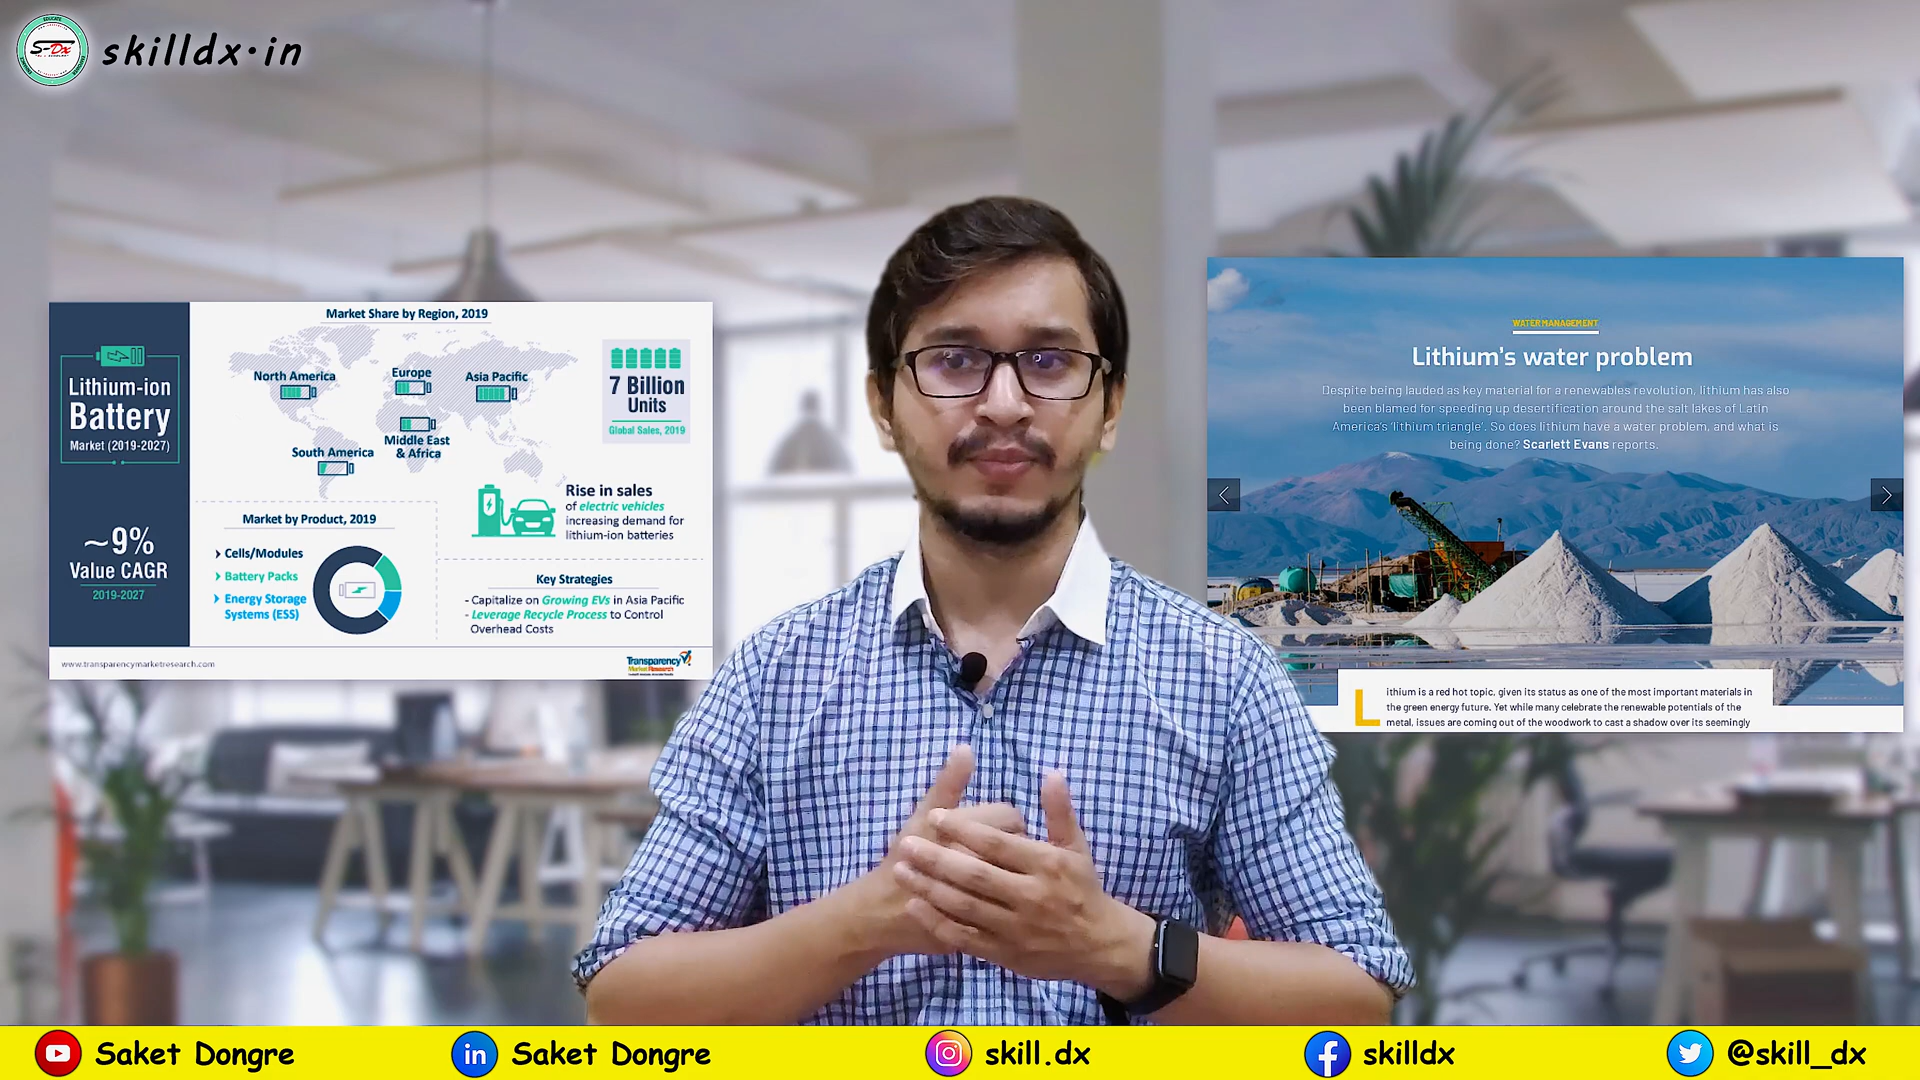 S-Dx
skilldx.in
Lithium-ion
Battery
Market (2019-2027)
~9%
Value CAGR
2019-2027
Market Share by Region, 2019
North America
Europe
Asia Pacific
Middle East
& Africa
South America
7 Billion
Units
Global Sales, 2019
Rise in sales
of electric vehicles
increasing demand for
lithium-ion batteries
Market by Product, 2019
Cells/Modules
Battery Packs
Energy Storage
Systems (ESS)
Key Strategies
- Capitalize on Growing EVs in Asia Pacific
- Leverage Recycle Process to Control
Overhead Costs
www.transparencymarketresearch.com
Transparency
Market Research
WATER MANAGEMENT
Lithium's water problem
Despite being lauded as key material for a renewables revolution, lithium has also
been blamed for speeding up desertification around the salt lakes of Latin
America's 'lithium triangle'. So does lithium have a water problem, and what is
being done? Scarlett Evans reports.
Lithium is a red hot topic, given its status as one of the most important materials in
the green energy future. Yet while many celebrate the renewable potentials of the
metal, issues are coming out of the woodwork to cast a shadow over its seemingly
Saket Dongre
in
Saket Dongre
skill.dx
skilldx
@skill_dx